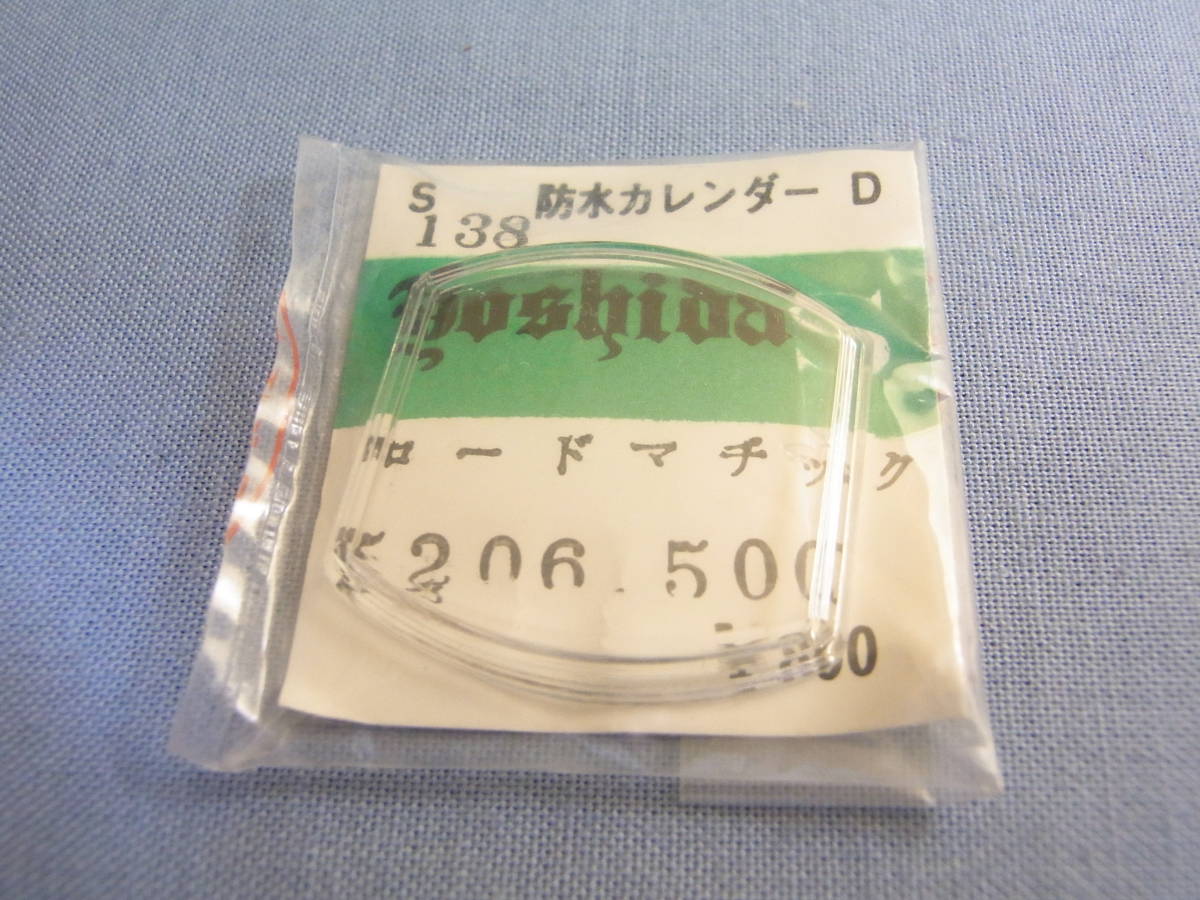 S 防水カレンダー D
138
Yoshida
ロードマチック
206.500